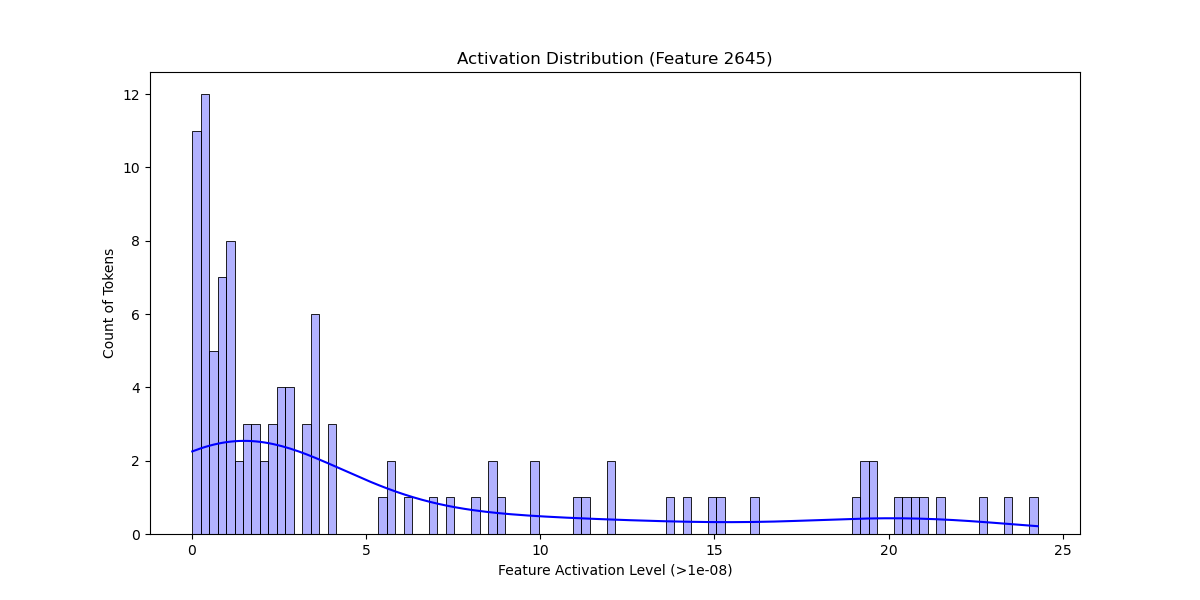 Activation Distribution (Feature 2645)
Count of Tokens
12
10
8
6
4
2
0
0 5 10 15 20 25
Feature Activation Level (>1e-08)